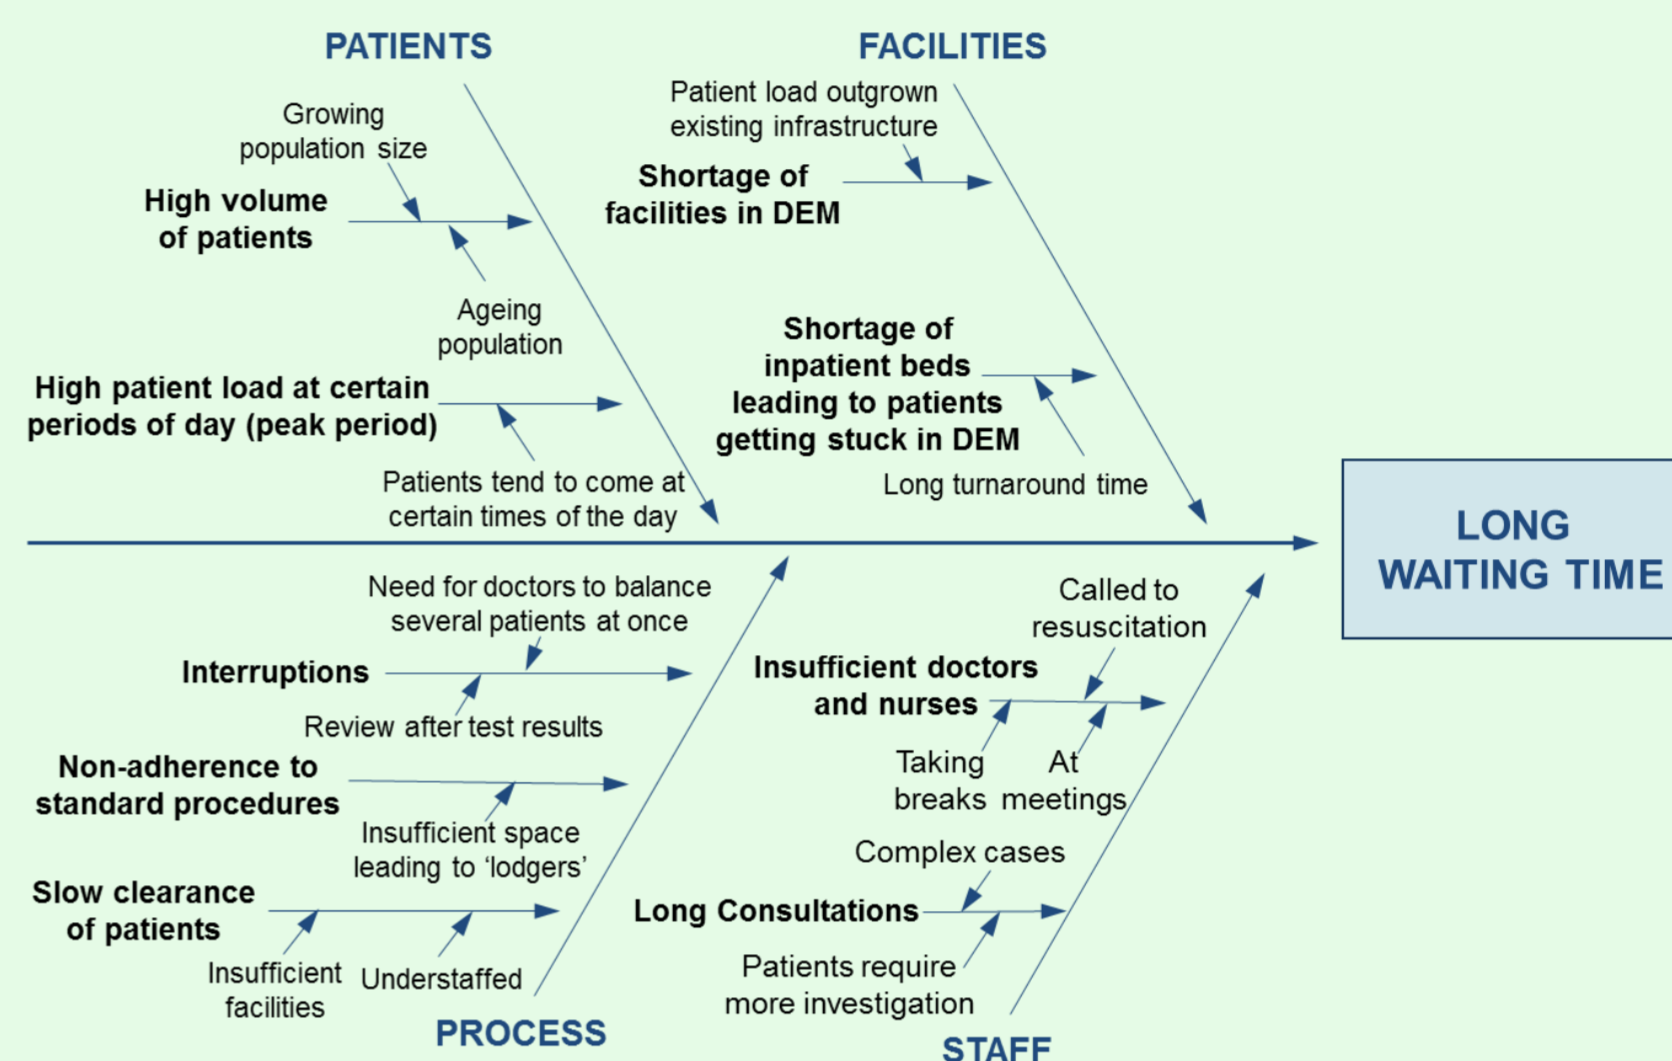 PATIENTS
Growing
population size
High volume
of patients
Ageing
population
High patient load at certain
periods of day (peak period)
Patients tend to come at
certain times of the day
FACILITIES
Patient load outgrown
existing infrastructure
Shortage of
facilities in DEM
Shortage of
inpatient beds
leading to patients
getting stuck in DEM
Long turnaround time
LONG
WAITING TIME
Need for doctors to balance
several patients at once
Interruptions
Review after test results
Non-adherence to
standard procedures
Insufficient space
leading to ‘lodgers’
Slow clearance
of patients
Insufficient
facilities
Understaffed
PROCESS
Called to
resuscitation
Insufficient doctors
and nurses
Taking
breaks
At
meetings
Complex cases
Long Consultations
Patients require
more investigation
STAFF